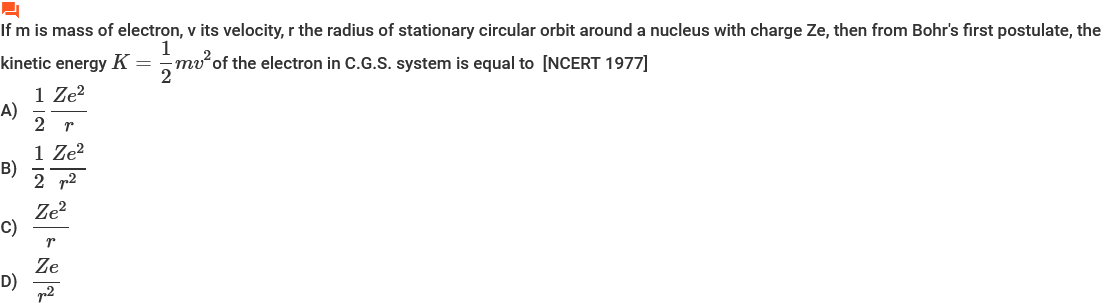 If m is mass of electron, v its velocity, r the radius of stationary circular orbit around a nucleus with charge Ze, then from Bohr's first postulate, the
kinetic energy K = \frac{1}{2}mv^2 of the electron in C.G.S. system is equal to [NCERT 1977]
A) \frac{1}{2}\frac{Ze^2}{r}
B) \frac{1}{2}\frac{Ze^2}{r^2}
C) \frac{Ze^2}{r}
D) \frac{Ze}{r^2}